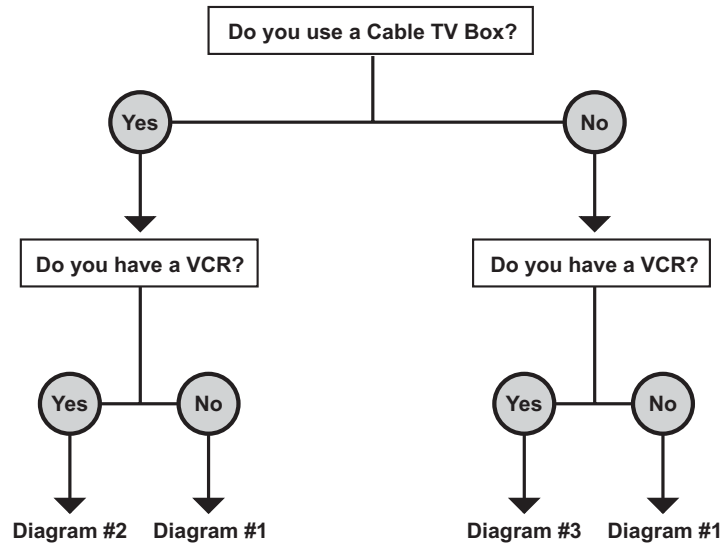 Do you use a Cable TV Box?
Yes
No
Do you have a VCR?
Do you have a VCR?
Yes
No
Yes
No
Diagram #2
Diagram #1
Diagram #3
Diagram #1